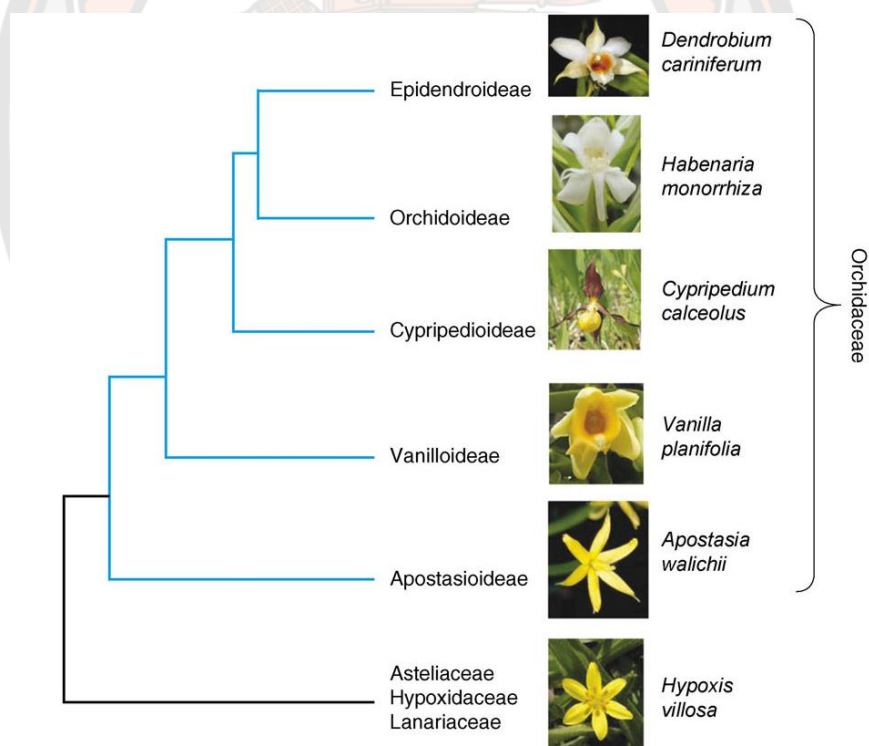 Dendrobium
cariniferum
Epidendroideae
Habenaria
monorrhiza
Orchidoideae
Cypripedium
calceolus
Cypripedioideae
Orchidaceae
Vanilla
planifolia
Vanilloideae
Apostasia
walichii
Apostasioideae
Asteliaceae
Hypoxidaceae
Lanariaceae
Hypoxis
villosa